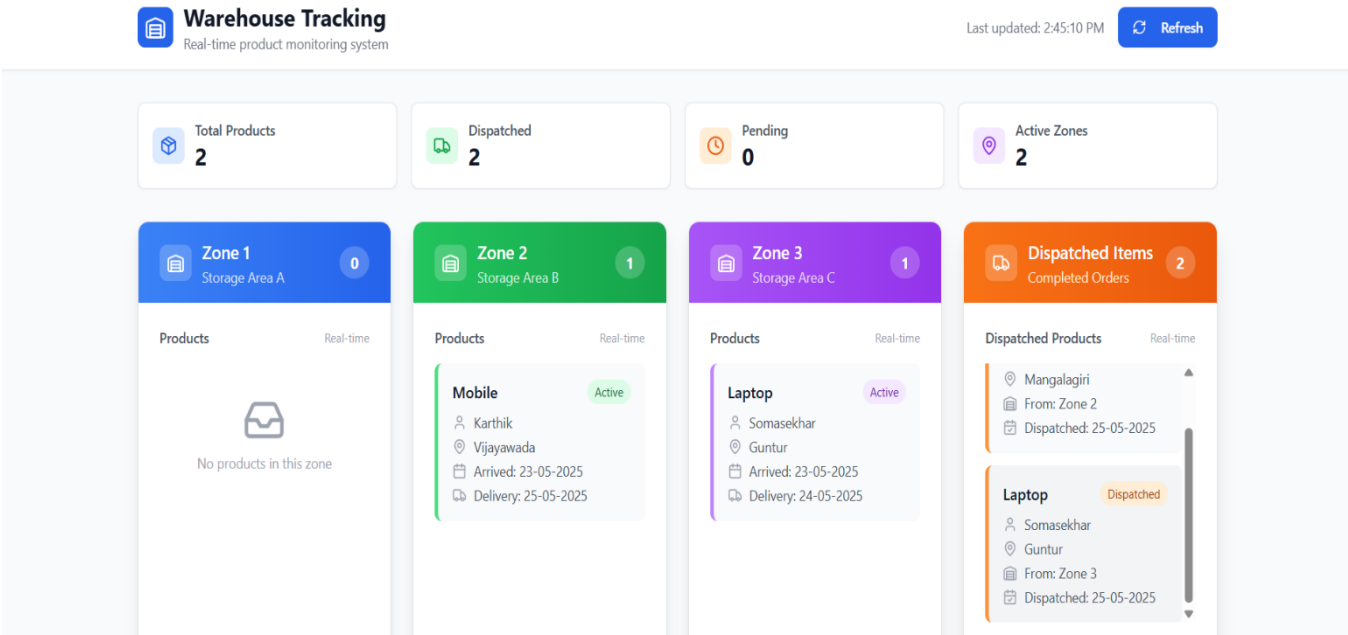 Warehouse Tracking
Real-time product monitoring system
Last updated: 2:45:10 PM
Refresh
Total Products
2
Dispatched
2
Pending
0
Active Zones
2
Zone 1
Storage Area A
0
Products
Real-time
No products in this zone
Zone 2
Storage Area B
1
Products
Real-time
Mobile
Active
Karthik
Vijayawada
Arrived: 23-05-2025
Delivery: 25-05-2025
Zone 3
Storage Area C
1
Products
Real-time
Laptop
Active
Somasekhar
Guntur
Arrived: 23-05-2025
Delivery: 24-05-2025
Dispatched Items
Completed Orders
2
Dispatched Products
Real-time
Mangalagiri
From: Zone 2
Dispatched: 25-05-2025
Laptop
Dispatched
Somasekhar
Guntur
From: Zone 3
Dispatched: 25-05-2025